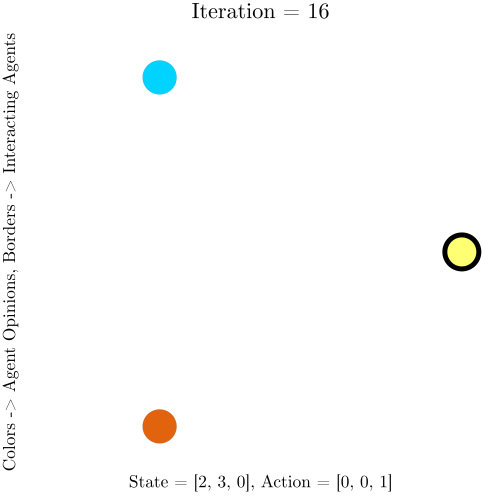 Iteration = 16
Colors -> Agent Opinions, Borders -> Interacting Agents
State = [2, 3, 0], Action = [0, 0, 1]